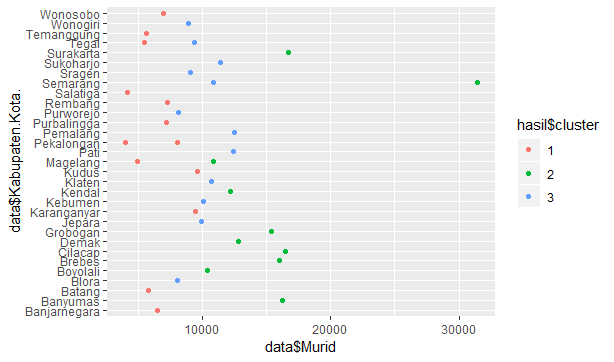 data$Kabupaten.Kota.
Wonosobo
Wonogiri
Temanggung
Tegal
Surakarta
Sukoharjo
Sragen
Semarang
Salatiga
Rembang
Purworejo
Purbalingga
Pemalang
Pekalongan
Pati
Magelang
Kudus
Klaten
Kendal
Kebumen
Karanganyar
Jepara
Grobogan
Demak
Cilacap
Brebes
Boyolali
Blora
Batang
Banyumas
Banjarnegara
10000 20000 30000
data$Murid
hasil$cluster
1
2
3